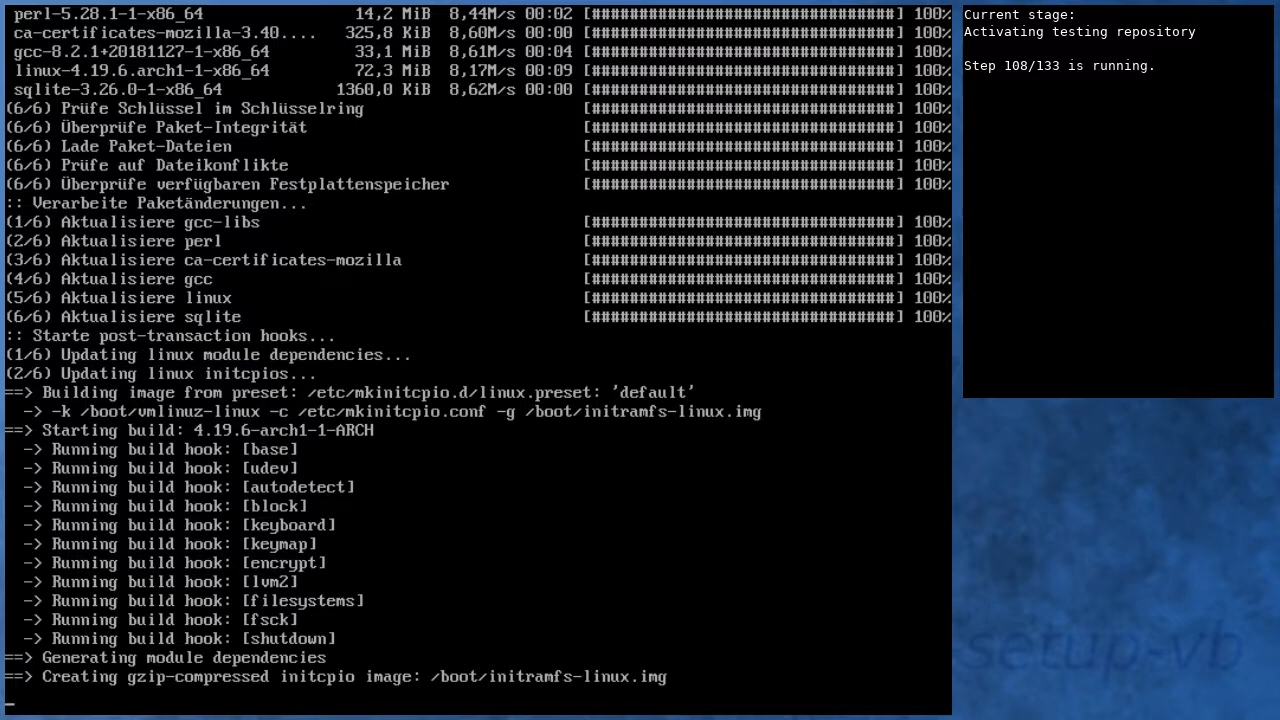 perl-5.28.1-1-x86_64 14,2 MiB 8,44M/s 00:02 [################################] 100%
ca-certificates-mozilla-3.40.... 325,8 KiB 8,60M/s 00:00 [################################] 100%
gcc-8.2.1+20181127-1-x86_64 33,1 MiB 8,61M/s 00:04 [################################] 100%
linux-4.19.6.arch1-1-x86_64 72,3 MiB 8,17M/s 00:09 [################################] 100%
sqlite-3.26.0-1-x86_64 1360,0 KiB 8,62M/s 00:00 [################################] 100%
(6/6) Prüfe Schlüssel im Schlüsselring [################################] 100%
(6/6) Überprüfe Paket-Integrität [################################] 100%
(6/6) Lade Paket-Dateien [################################] 100%
(6/6) Prüfe auf Dateikonflikte [################################] 100%
(6/6) Überprüfe verfügbaren Festplattenspeicher [################################] 100%
:: Verarbeite Paketänderungen...
(1/6) Aktualisiere gcc-libs [################################] 100%
(2/6) Aktualisiere perl [################################] 100%
(3/6) Aktualisiere ca-certificates-mozilla [################################] 100%
(4/6) Aktualisiere gcc [################################] 100%
(5/6) Aktualisiere linux [################################] 100%
(6/6) Aktualisiere sqlite [################################] 100%
:: Starte post-transaction hooks...
(1/6) Updating linux module dependencies...
(2/6) Updating linux initcpios...
==> Building image from preset: /etc/mkinitcpio.d/linux.preset: 'default'
-> -k /boot/vmlinuz-linux -c /etc/mkinitcpio.conf -g /boot/initramfs-linux.img
==> Starting build: 4.19.6-arch1-1-ARCH
-> Running build hook: [base]
-> Running build hook: [udev]
-> Running build hook: [autodetect]
-> Running build hook: [block]
-> Running build hook: [keyboard]
-> Running build hook: [keymap]
-> Running build hook: [encrypt]
-> Running build hook: [lvm2]
-> Running build hook: [filesystems]
-> Running build hook: [fsck]
-> Running build hook: [shutdown]
==> Generating module dependencies
==> Creating gzip-compressed initcpio image: /boot/initramfs-linux.img
Current stage:
Activating testing repository
Step 108/133 is running.
setup-vb